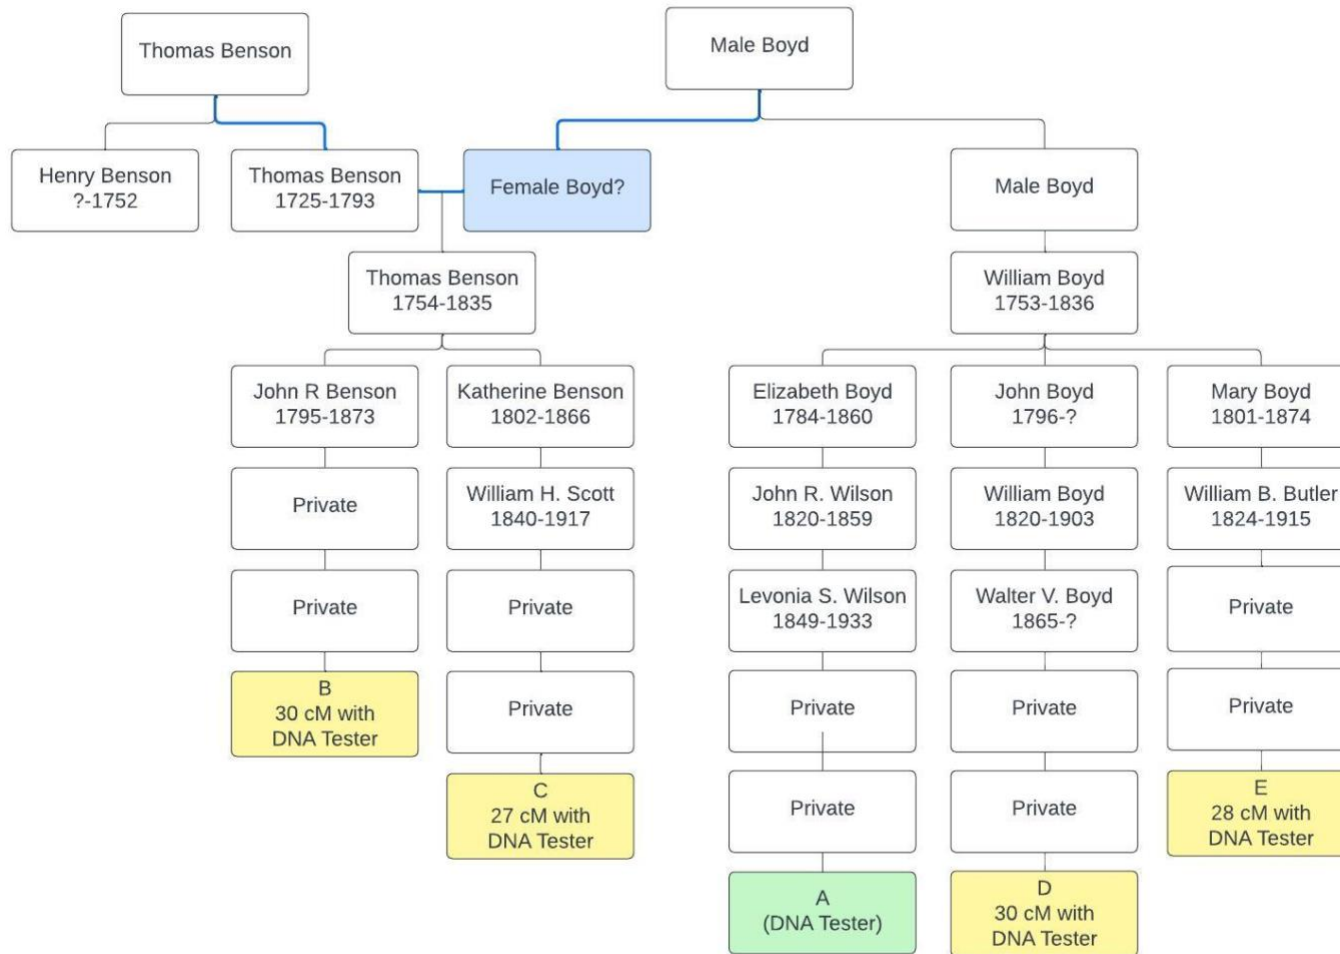 Thomas Benson
Male Boyd
Henry Benson
?-1752
Thomas Benson
1725-1793
Female Boyd?
Male Boyd
Thomas Benson
1754-1835
William Boyd
1753-1836
John R Benson
1795-1873
Katherine Benson
1802-1866
Elizabeth Boyd
1784-1860
John Boyd
1796-?
Mary Boyd
1801-1874
Private
William H. Scott
1840-1917
John R. Wilson
1820-1859
William Boyd
1820-1903
William B. Butler
1824-1915
Private
Private
Levonia S. Wilson
1849-1933
Walter V. Boyd
1865-?
Private
B
30 cM with
DNA Tester
Private
Private
Private
Private
C
27 cM with
DNA Tester
Private
Private
E
28 cM with
DNA Tester
A
(DNA Tester)
D
30 cM with
DNA Tester